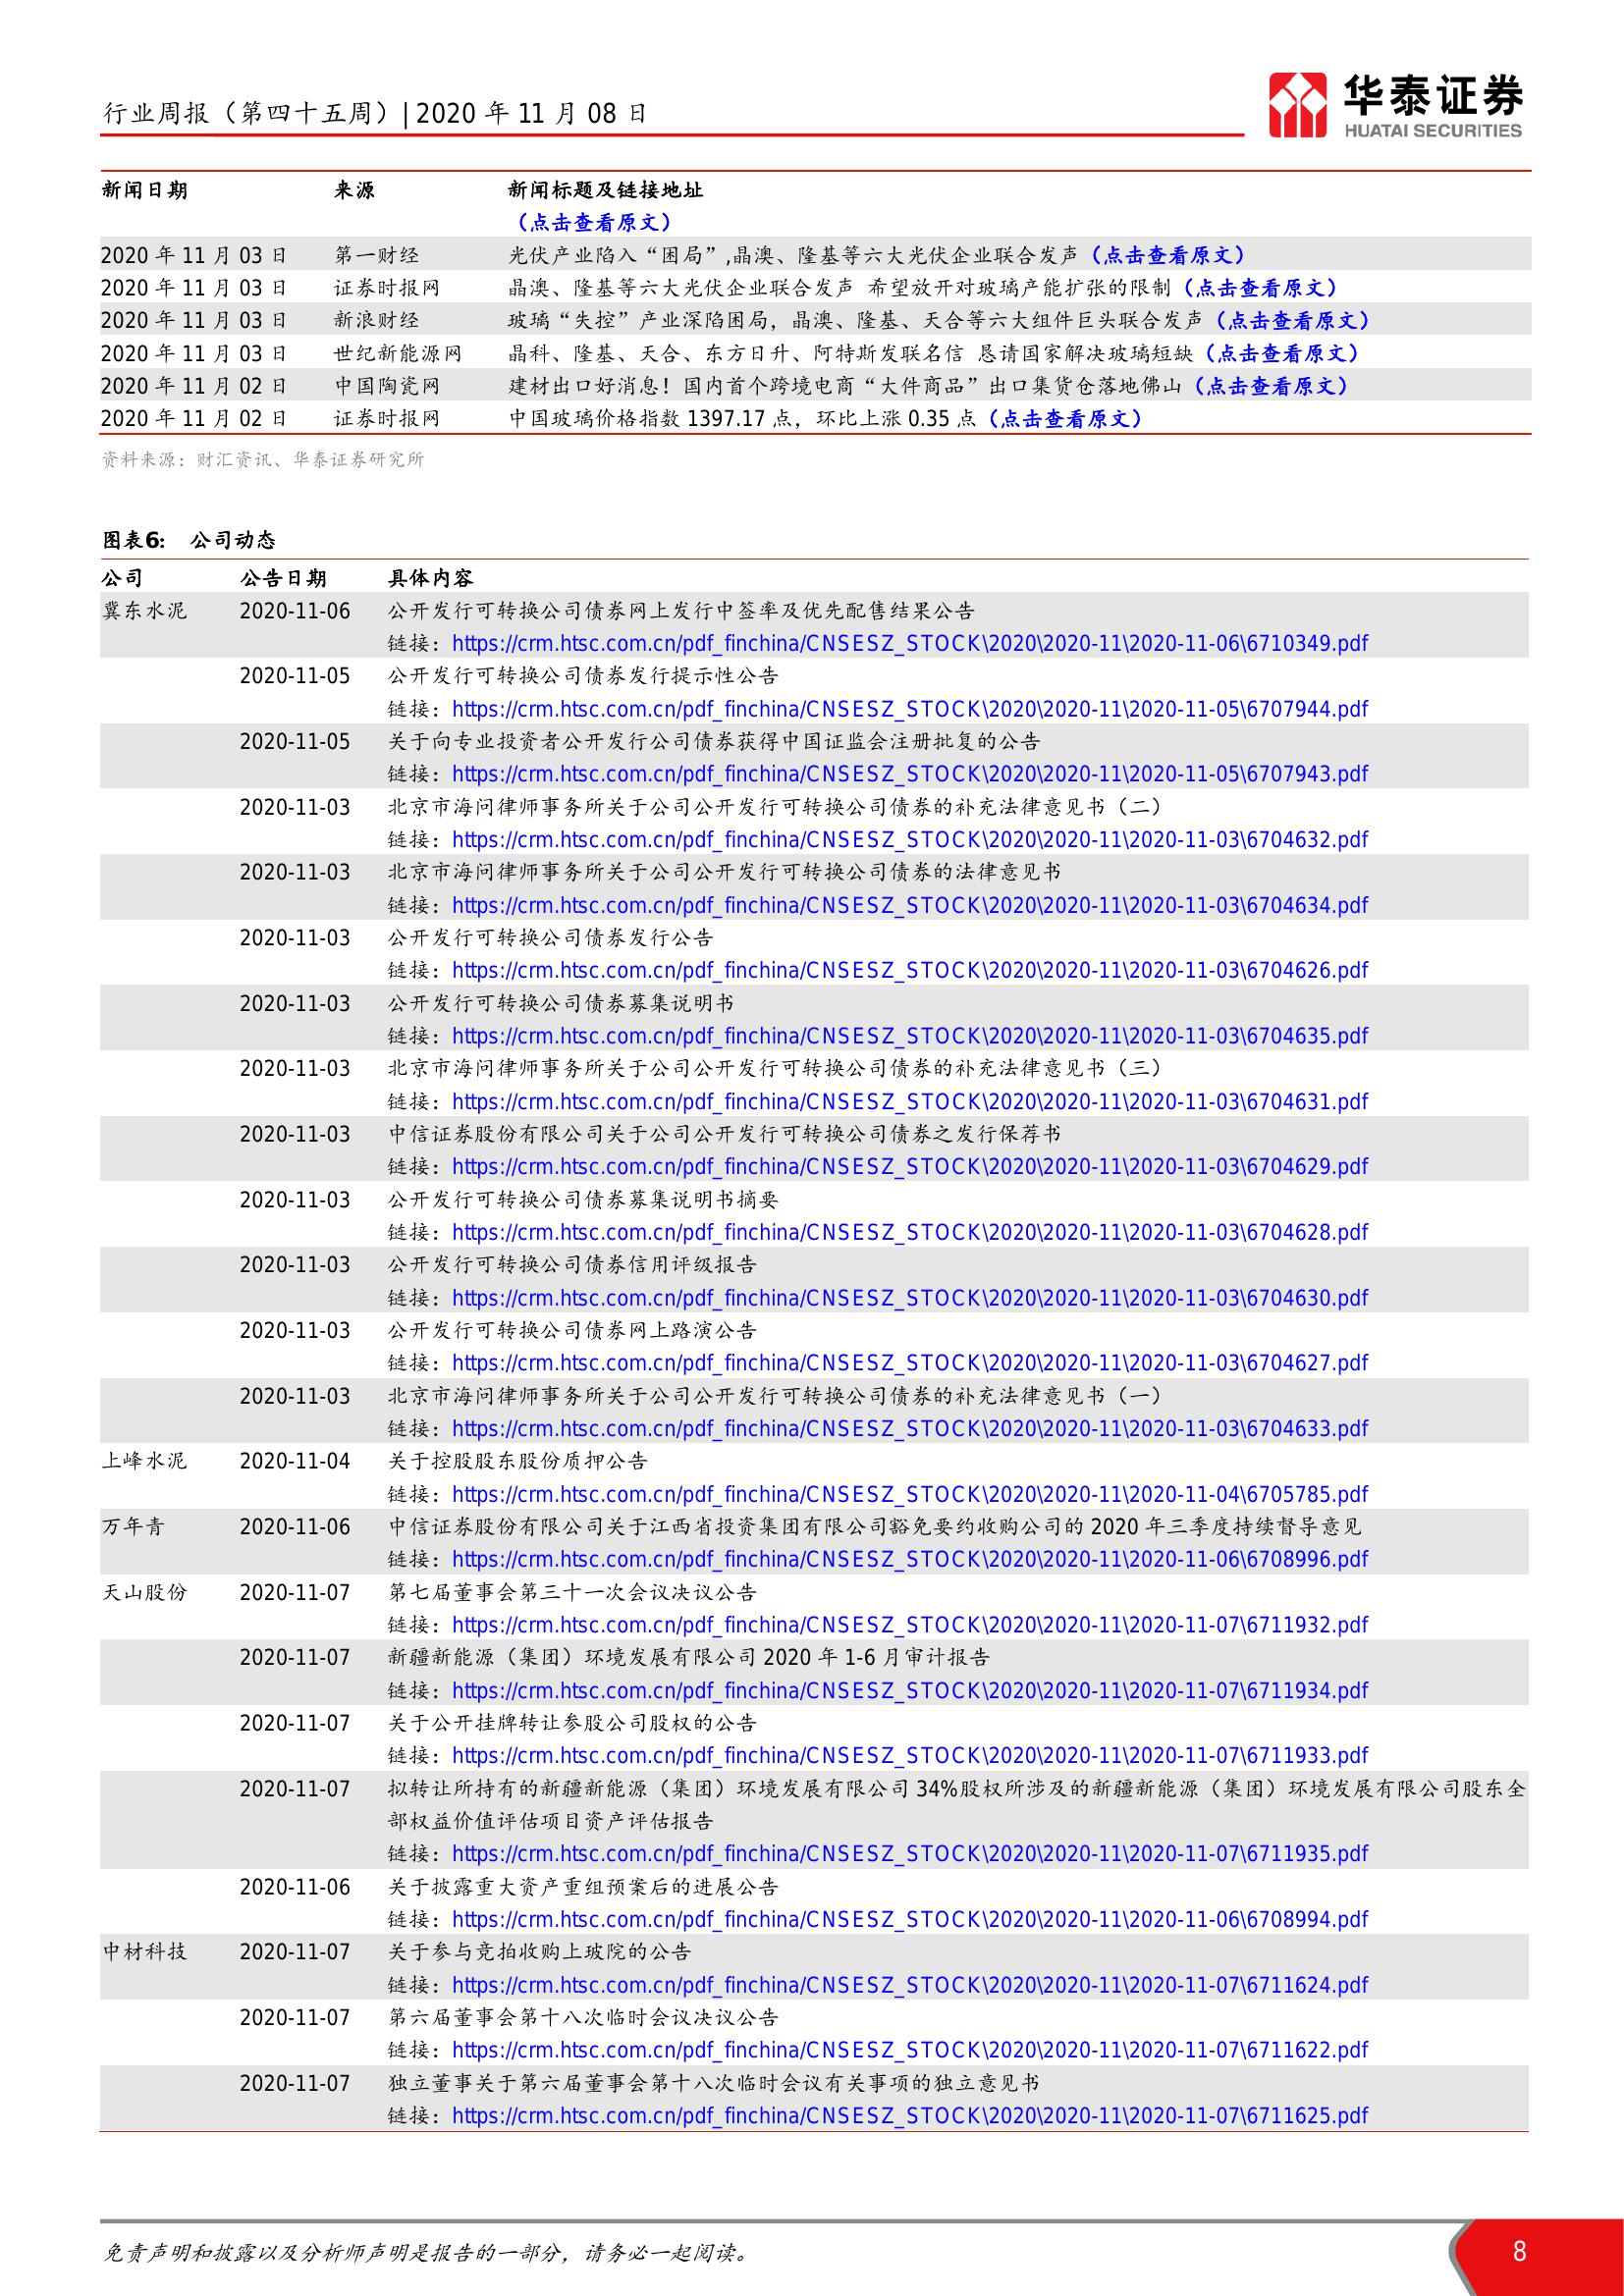 行业周报（第四十五周）| 2020 年 11 月 08 日
华泰证券
HUATAI SECURITIES
新闻日期 来源 新闻标题及链接地址
（点击查看原文）
2020 年 11 月 03 日 第一财经 光伏产业陷入“困局”,晶澳、隆基等六大光伏企业联合发声（点击查看原文）
2020 年 11 月 03 日 证券时报网 晶澳、隆基等六大光伏企业联合发声 希望放开对玻璃产能扩张的限制（点击查看原文）
2020 年 11 月 03 日 新浪财经 玻璃“失控”产业深陷困局，晶澳、隆基、天合等六大组件巨头联合发声（点击查看原文）
2020 年 11 月 03 日 世纪新能源网 晶科、隆基、天合、东方日升、阿特斯发联名信 恳请国家解决玻璃短缺（点击查看原文）
2020 年 11 月 02 日 中国陶瓷网 建材出口好消息！国内首个跨境电商“大件商品”出口集货仓落地佛山（点击查看原文）
2020 年 11 月 02 日 证券时报网 中国玻璃价格指数 1397.17 点，环比上涨 0.35 点（点击查看原文）
资料来源：财汇资讯、华泰证券研究所
图表6： 公司动态
公司 公告日期 具体内容
冀东水泥 2020-11-06 公开发行可转换公司债券网上发行中签率及优先配售结果公告
链接：https://crm.htsc.com.cn/pdf_finchina/CNSESZ_STOCK\2020\2020-11\2020-11-06\6710349.pdf
2020-11-05 公开发行可转换公司债券发行提示性公告
链接：https://crm.htsc.com.cn/pdf_finchina/CNSESZ_STOCK\2020\2020-11\2020-11-05\6707944.pdf
2020-11-05 关于向专业投资者公开发行公司债券获得中国证监会注册批复的公告
链接：https://crm.htsc.com.cn/pdf_finchina/CNSESZ_STOCK\2020\2020-11\2020-11-05\6707943.pdf
2020-11-03 北京市海问律师事务所关于公司公开发行可转换公司债券的补充法律意见书（二）
链接：https://crm.htsc.com.cn/pdf_finchina/CNSESZ_STOCK\2020\2020-11\2020-11-03\6704632.pdf
2020-11-03 北京市海问律师事务所关于公司公开发行可转换公司债券的法律意见书
链接：https://crm.htsc.com.cn/pdf_finchina/CNSESZ_STOCK\2020\2020-11\2020-11-03\6704634.pdf
2020-11-03 公开发行可转换公司债券发行公告
链接：https://crm.htsc.com.cn/pdf_finchina/CNSESZ_STOCK\2020\2020-11\2020-11-03\6704626.pdf
2020-11-03 公开发行可转换公司债券募集说明书
链接：https://crm.htsc.com.cn/pdf_finchina/CNSESZ_STOCK\2020\2020-11\2020-11-03\6704635.pdf
2020-11-03 北京市海问律师事务所关于公司公开发行可转换公司债券的补充法律意见书（三）
链接：https://crm.htsc.com.cn/pdf_finchina/CNSESZ_STOCK\2020\2020-11\2020-11-03\6704631.pdf
2020-11-03 中信证券股份有限公司关于公司公开发行可转换公司债券之发行保荐书
链接：https://crm.htsc.com.cn/pdf_finchina/CNSESZ_STOCK\2020\2020-11\2020-11-03\6704629.pdf
2020-11-03 公开发行可转换公司债券募集说明书摘要
链接：https://crm.htsc.com.cn/pdf_finchina/CNSESZ_STOCK\2020\2020-11\2020-11-03\6704628.pdf
2020-11-03 公开发行可转换公司债券信用评级报告
链接：https://crm.htsc.com.cn/pdf_finchina/CNSESZ_STOCK\2020\2020-11\2020-11-03\6704630.pdf
2020-11-03 公开发行可转换公司债券网上路演公告
链接：https://crm.htsc.com.cn/pdf_finchina/CNSESZ_STOCK\2020\2020-11\2020-11-03\6704627.pdf
2020-11-03 北京市海问律师事务所关于公司公开发行可转换公司债券的补充法律意见书（一）
链接：https://crm.htsc.com.cn/pdf_finchina/CNSESZ_STOCK\2020\2020-11\2020-11-03\6704633.pdf
上峰水泥 2020-11-04 关于控股股东股份质押公告
链接：https://crm.htsc.com.cn/pdf_finchina/CNSESZ_STOCK\2020\2020-11\2020-11-04\6705785.pdf
万年青 2020-11-06 中信证券股份有限公司关于江西省投资集团有限公司豁免要约收购公司的 2020 年三季度持续督导意见
链接：https://crm.htsc.com.cn/pdf_finchina/CNSESZ_STOCK\2020\2020-11\2020-11-06\6708996.pdf
天山股份 2020-11-07 第七届董事会第三十一次会议决议公告
链接：https://crm.htsc.com.cn/pdf_finchina/CNSESZ_STOCK\2020\2020-11\2020-11-07\6711932.pdf
2020-11-07 新疆新能源（集团）环境发展有限公司 2020 年 1-6 月审计报告
链接：https://crm.htsc.com.cn/pdf_finchina/CNSESZ_STOCK\2020\2020-11\2020-11-07\6711934.pdf
2020-11-07 关于公开挂牌转让参股公司股权的公告
链接：https://crm.htsc.com.cn/pdf_finchina/CNSESZ_STOCK\2020\2020-11\2020-11-07\6711933.pdf
2020-11-07 拟转让所持有的新疆新能源（集团）环境发展有限公司 34%股权所涉及的新疆新能源（集团）环境发展有限公司股东全
部权益价值评估项目资产评估报告
链接：https://crm.htsc.com.cn/pdf_finchina/CNSESZ_STOCK\2020\2020-11\2020-11-07\6711935.pdf
2020-11-06 关于披露重大资产重组预案后的进展公告
链接：https://crm.htsc.com.cn/pdf_finchina/CNSESZ_STOCK\2020\2020-11\2020-11-06\6708994.pdf
中材科技 2020-11-07 关于参与竞拍收购上玻院的公告
链接：https://crm.htsc.com.cn/pdf_finchina/CNSESZ_STOCK\2020\2020-11\2020-11-07\6711624.pdf
2020-11-07 第六届董事会第十八次临时会议决议公告
链接：https://crm.htsc.com.cn/pdf_finchina/CNSESZ_STOCK\2020\2020-11\2020-11-07\6711622.pdf
2020-11-07 独立董事关于第六届董事会第十八次临时会议有关事项的独立意见书
链接：https://crm.htsc.com.cn/pdf_finchina/CNSESZ_STOCK\2020\2020-11\2020-11-07\6711625.pdf
免责声明和披露以及分析师声明是报告的一部分，请务必一起阅读。
8